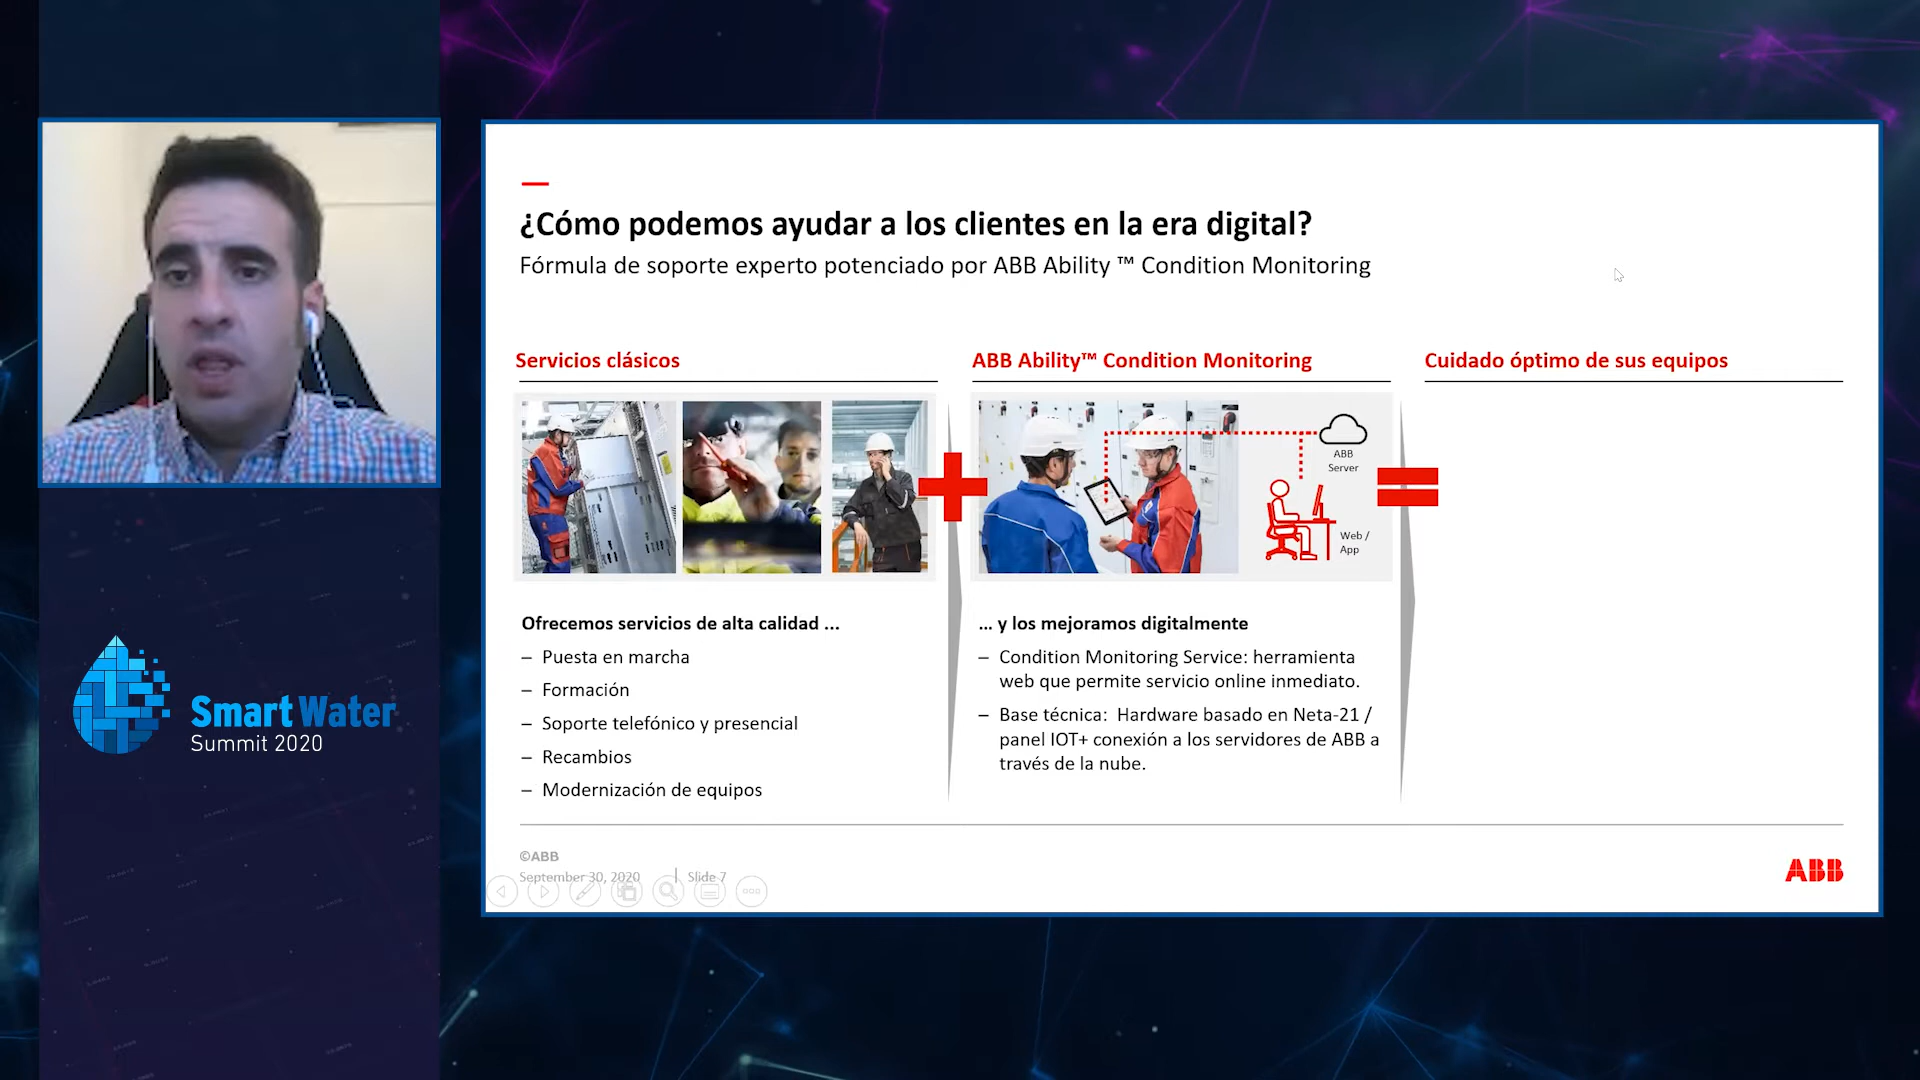 ¿Cómo podemos ayudar a los clientes en la era digital?
Fórmula de soporte experto potenciado por ABB Ability ™ Condition Monitoring
Servicios clásicos
Ofrecemos servicios de alta calidad ...
– Puesta en marcha
– Formación
– Soporte telefónico y presencial
– Recambios
– Modernización de equipos
ABB Ability™ Condition Monitoring
ABB
Server
Web /
App
... y los mejoramos digitalmente
– Condition Monitoring Service: herramienta
web que permite servicio online inmediato.
– Base técnica: Hardware basado en Neta-21 /
panel IOT+ conexión a los servidores de ABB a
través de la nube.
Cuidado óptimo de sus equipos
©ABB
September 30, 2020
Slide 7
ABB
Smart Water
Summit 2020